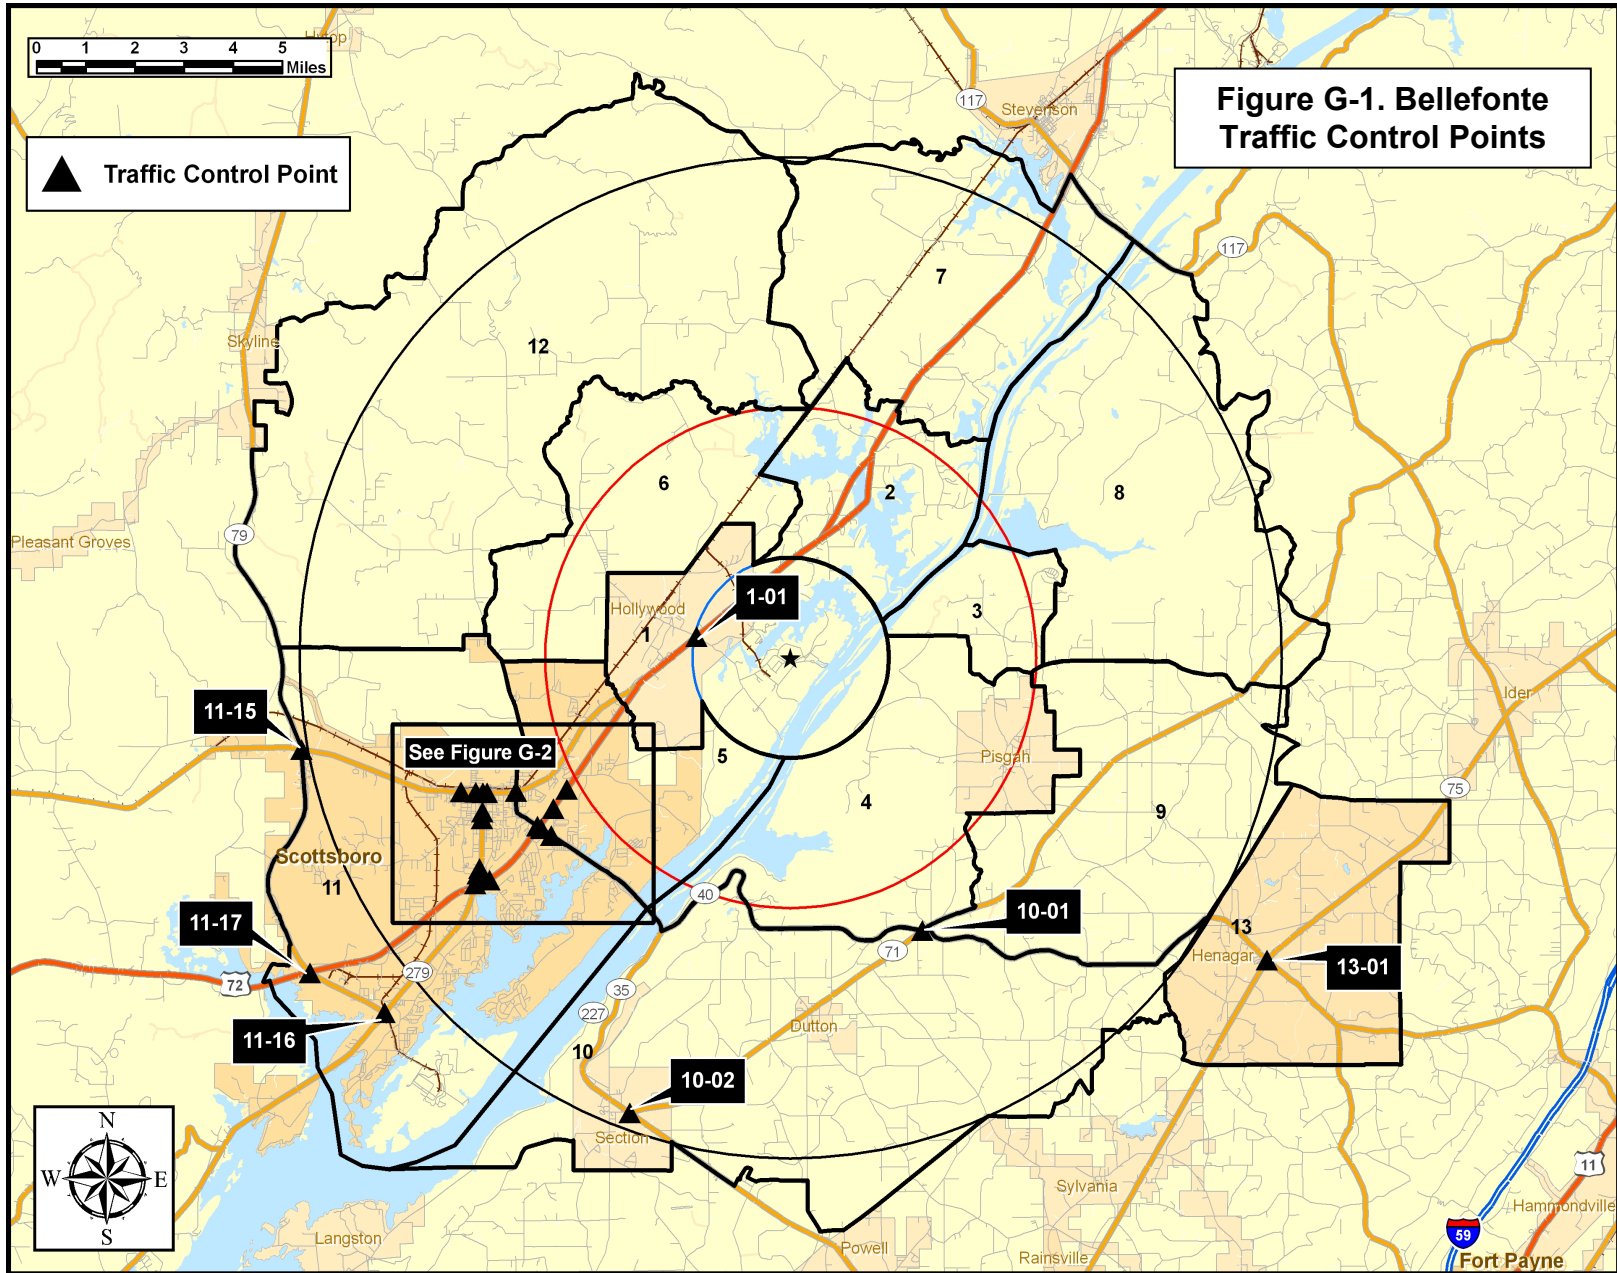 0 1 2 3 4 5
Miles
Traffic Control Point
Figure G-1. Bellefonte
Traffic Control Points
Stevenson
117
117
7
Skyline
12
6
2
8
79
Pleasant Groves
Hollywood
1
1-01
3
11-15
See Figure G-2
5
Pisgah
4
9
Ider
75
Scottsboro
11
40
11-17
10-01
71
13
Henagar
13-01
72
279
35
227
Dutton
11-16
10
10-02
Section
N
W E
S
Sylvania
11
Hammondville
Langston
Powell
Rainsville
59
Fort Payne